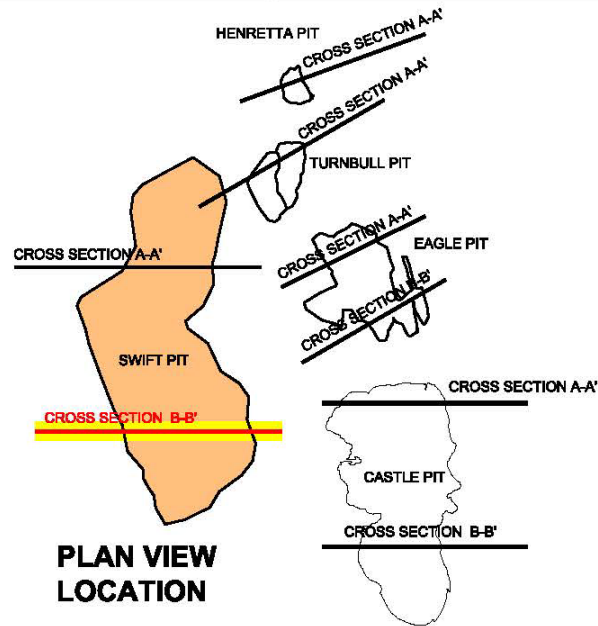 HENRETTA PIT
CROSS SECTION A-A'
CROSS SECTION A-A'
TURNBULL PIT
CROSS SECTION A-A'
EAGLE PIT
CROSS SECTION A-A'
CROSS SECTION B-B'
SWIFT PIT
CROSS SECTION A-A'
CROSS SECTION B-B'
CASTLE PIT
CROSS SECTION B-B'
PLAN VIEW
LOCATION